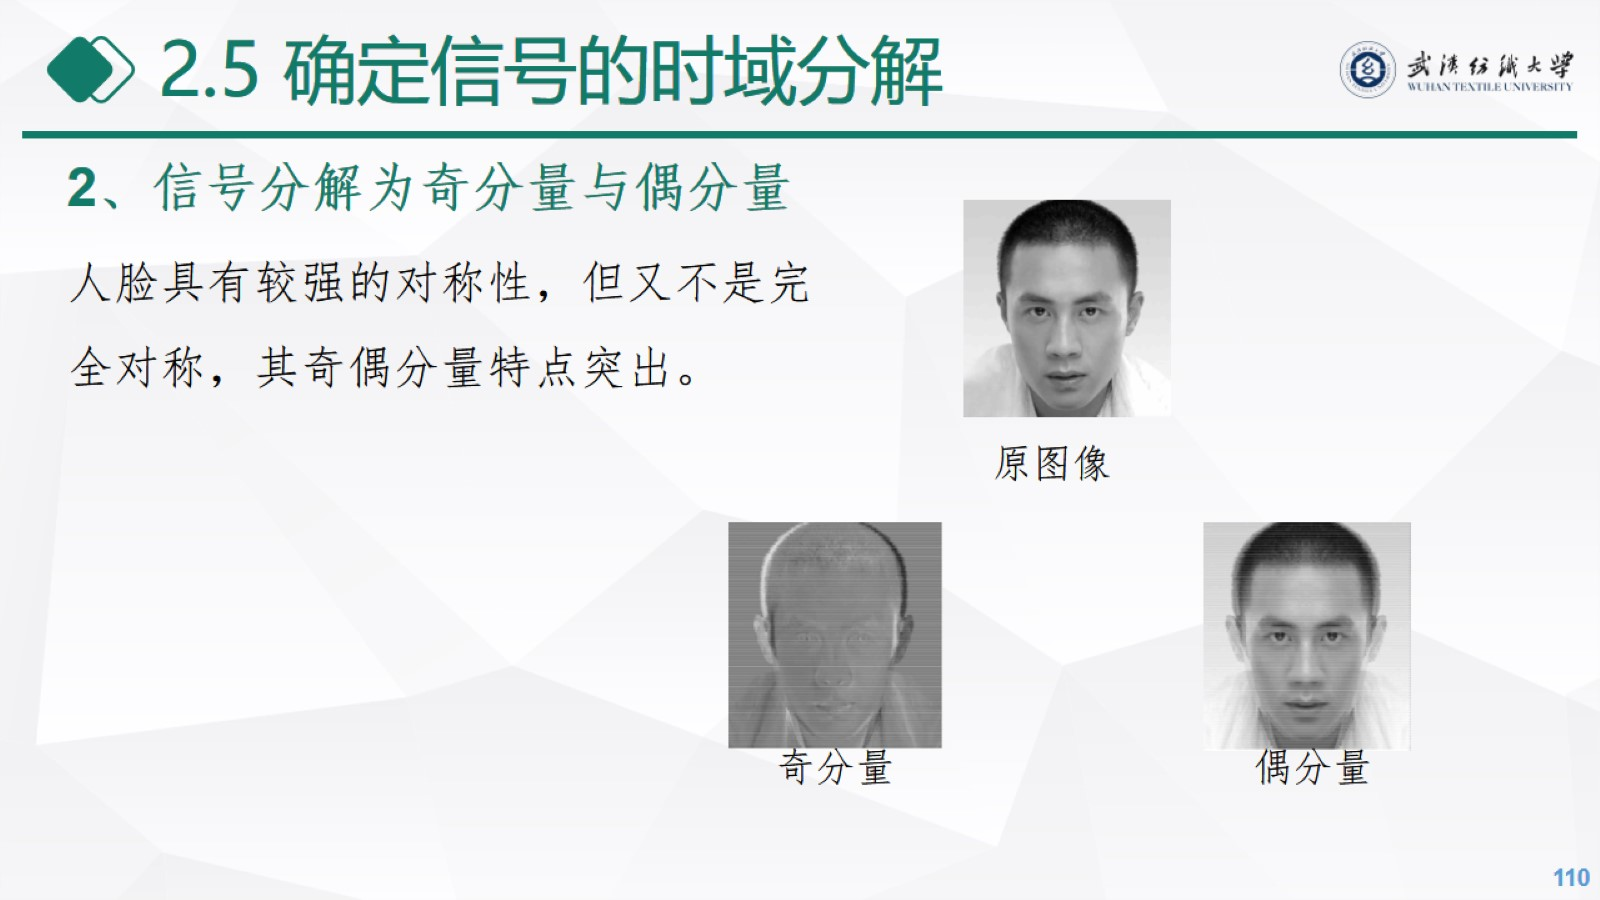 2.5 确定信号的时域分解
武汉纺织大学
WUHAN TEXTILE UNIVERSITY
2、信号分解为奇分量与偶分量
人脸具有较强的对称性，但又不是完
全对称，其奇偶分量特点突出。
原图像
奇分量
偶分量
110